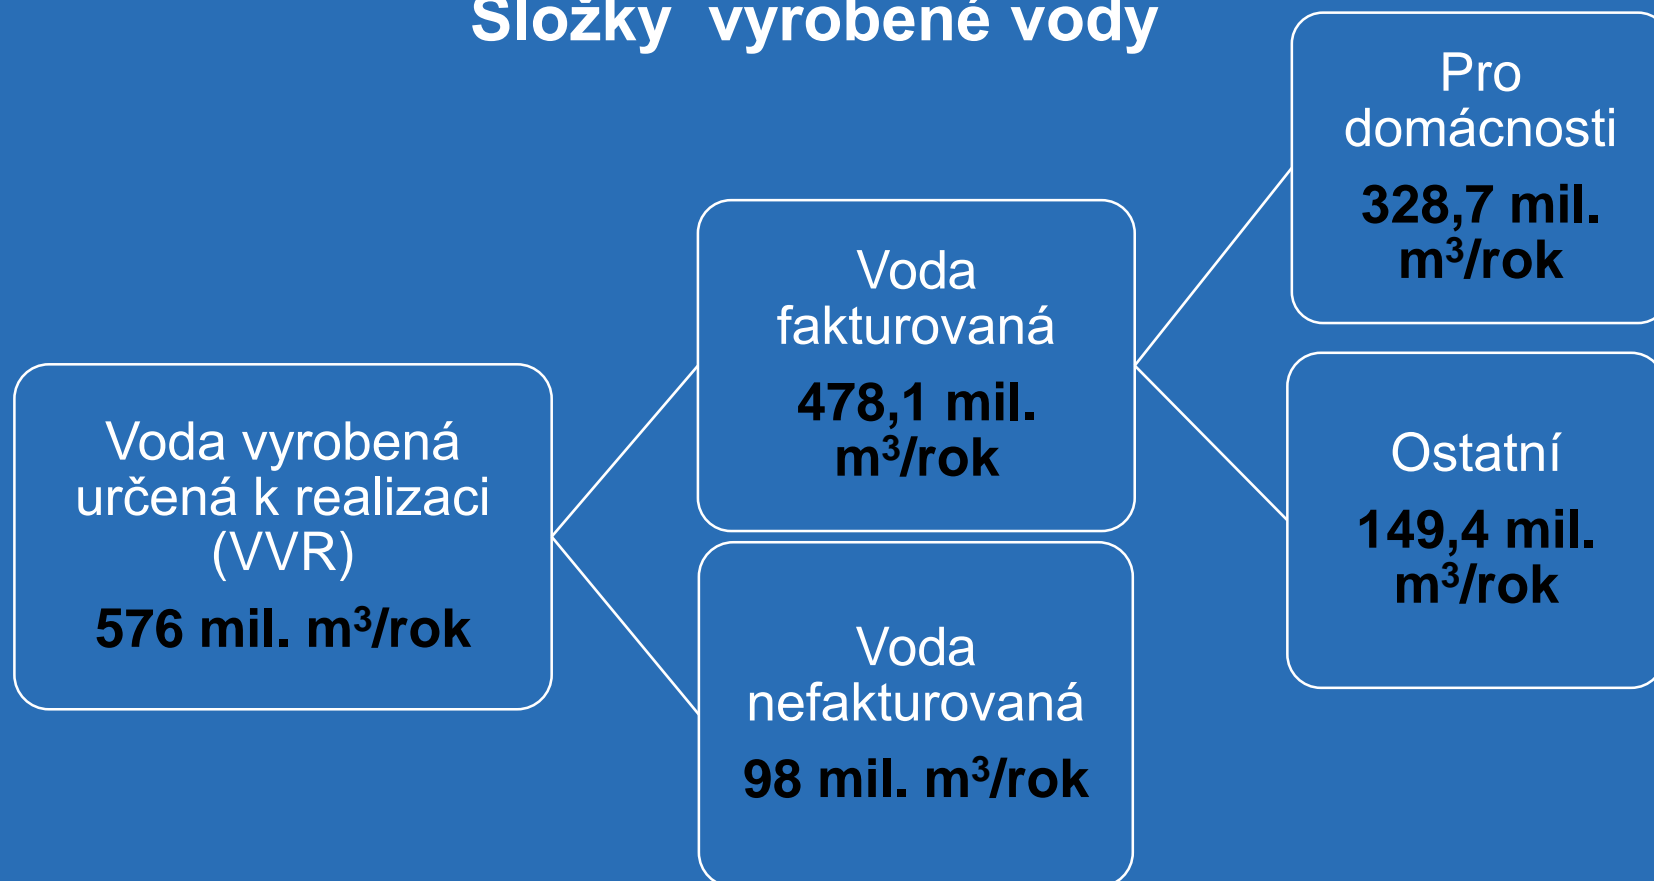 Složky vyrobené vody
Voda vyrobená
určená k realizaci
(VVR)
576 mil. m³/rok
Voda
fakturovaná
478,1 mil.
m³/rok
Voda
nefakturovaná
98 mil. m³/rok
Pro
domácnosti
328,7 mil.
m³/rok
Ostatní
149,4 mil.
m³/rok